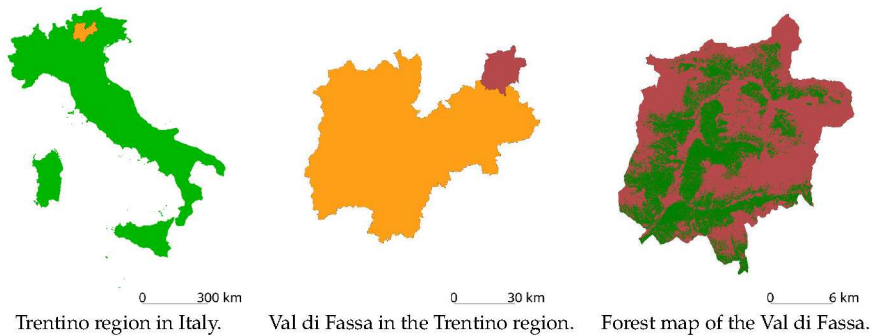 0 300 km
0 30 km
0 6 km
Trentino region in Italy.
Val di Fassa in the Trentino region.
Forest map of the Val di Fassa.